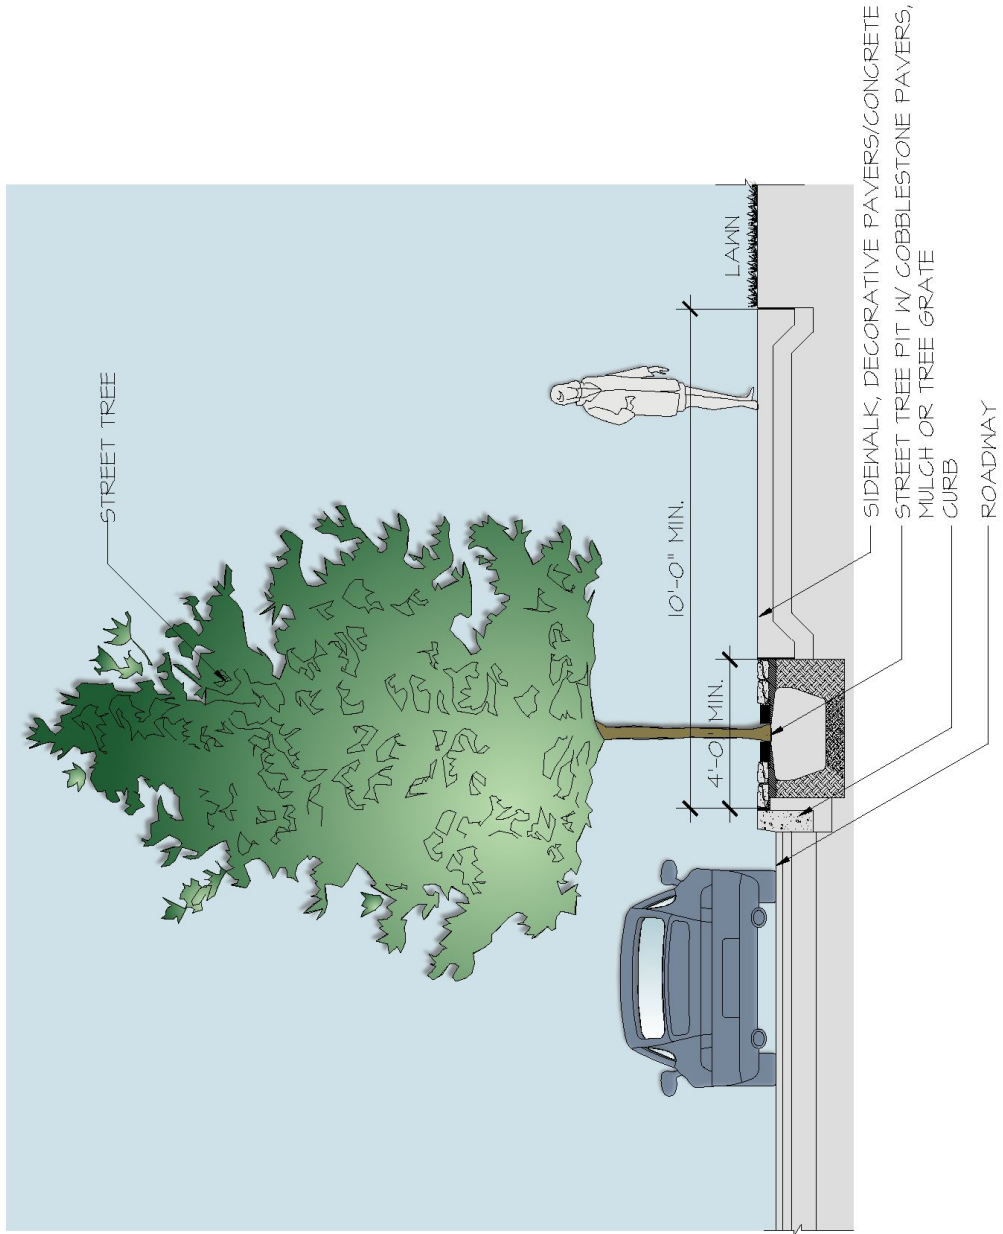 STREET TREE
LAWN
10'-0" MIN.
4'-0" MIN.
SIDEWALK, DECORATIVE PAVERS/CONCRETE
STREET TREE PIT W/ COBBLESTONE PAVERS,
MULCH OR TREE GRATE
CURB
ROADWAY